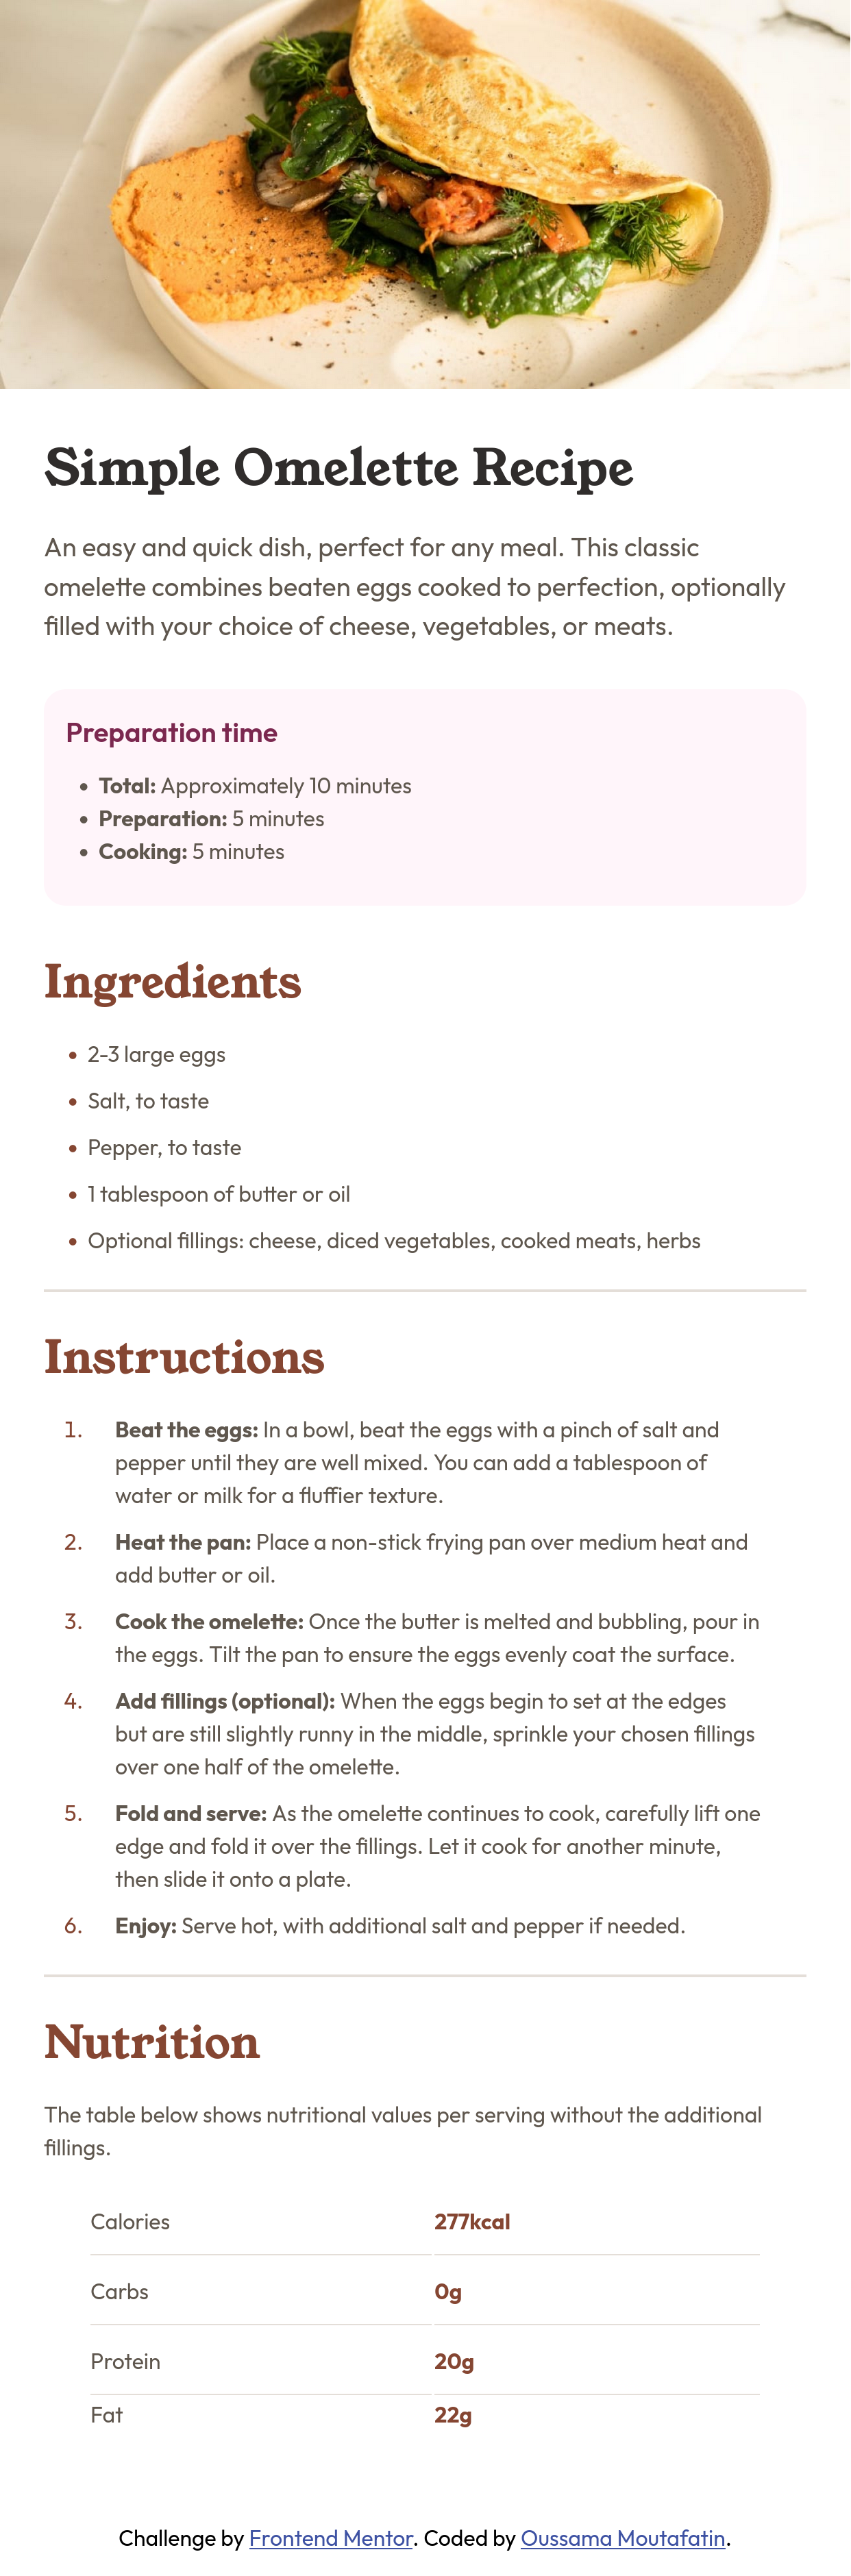 Simple Omelette Recipe
An easy and quick dish, perfect for any meal. This classic
omelette combines beaten eggs cooked to perfection, optionally
filled with your choice of cheese, vegetables, or meats.
Preparation time
• Total: Approximately 10 minutes
• Preparation: 5 minutes
• Cooking: 5 minutes
Ingredients
• 2-3 large eggs
• Salt, to taste
• Pepper, to taste
• 1 tablespoon of butter or oil
• Optional fillings: cheese, diced vegetables, cooked meats, herbs
Instructions
1. Beat the eggs: In a bowl, beat the eggs with a pinch of salt and
pepper until they are well mixed. You can add a tablespoon of
water or milk for a fluffier texture.
2. Heat the pan: Place a non-stick frying pan over medium heat and
add butter or oil.
3. Cook the omelette: Once the butter is melted and bubbling, pour in
the eggs. Tilt the pan to ensure the eggs evenly coat the surface.
4. Add fillings (optional): When the eggs begin to set at the edges
but are still slightly runny in the middle, sprinkle your chosen fillings
over one half of the omelette.
5. Fold and serve: As the omelette continues to cook, carefully lift one
edge and fold it over the fillings. Let it cook for another minute,
then slide it onto a plate.
6. Enjoy: Serve hot, with additional salt and pepper if needed.
Nutrition
The table below shows nutritional values per serving without the additional
fillings.
Calories 277kcal
Carbs 0g
Protein 20g
Fat 22g
Challenge by Frontend Mentor. Coded by Oussama Moutafatin.